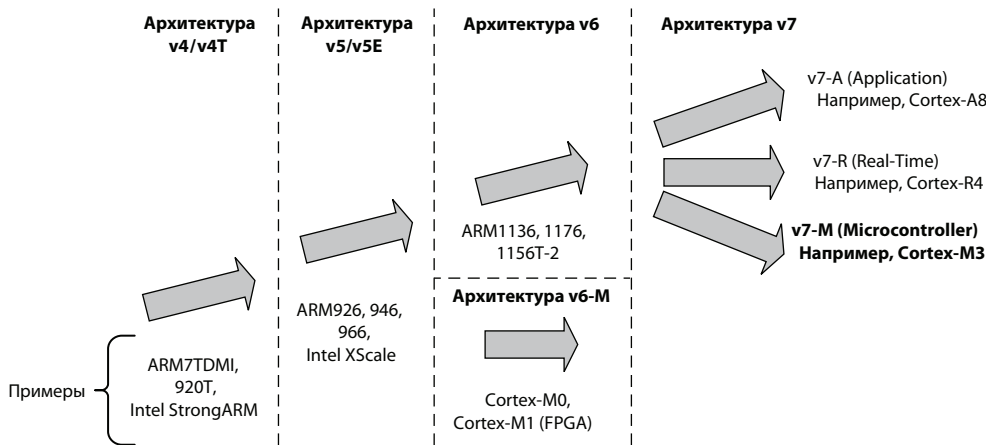 Архитектура
v4/v4T
Архитектура
v5/v5E
Архитектура v6
Архитектура v7
v7-A (Application)
Например, Cortex-A8
v7-R (Real-Time)
Например, Cortex-R4
v7-M (Microcontroller)
Например, Cortex-M3
ARM1136, 1176,
1156T-2
Архитектура v6-M
ARM926, 946,
966,
Intel XScale
Примеры
ARM7TDMI,
920T,
Intel StrongARM
Cortex-M0,
Cortex-M1 (FPGA)